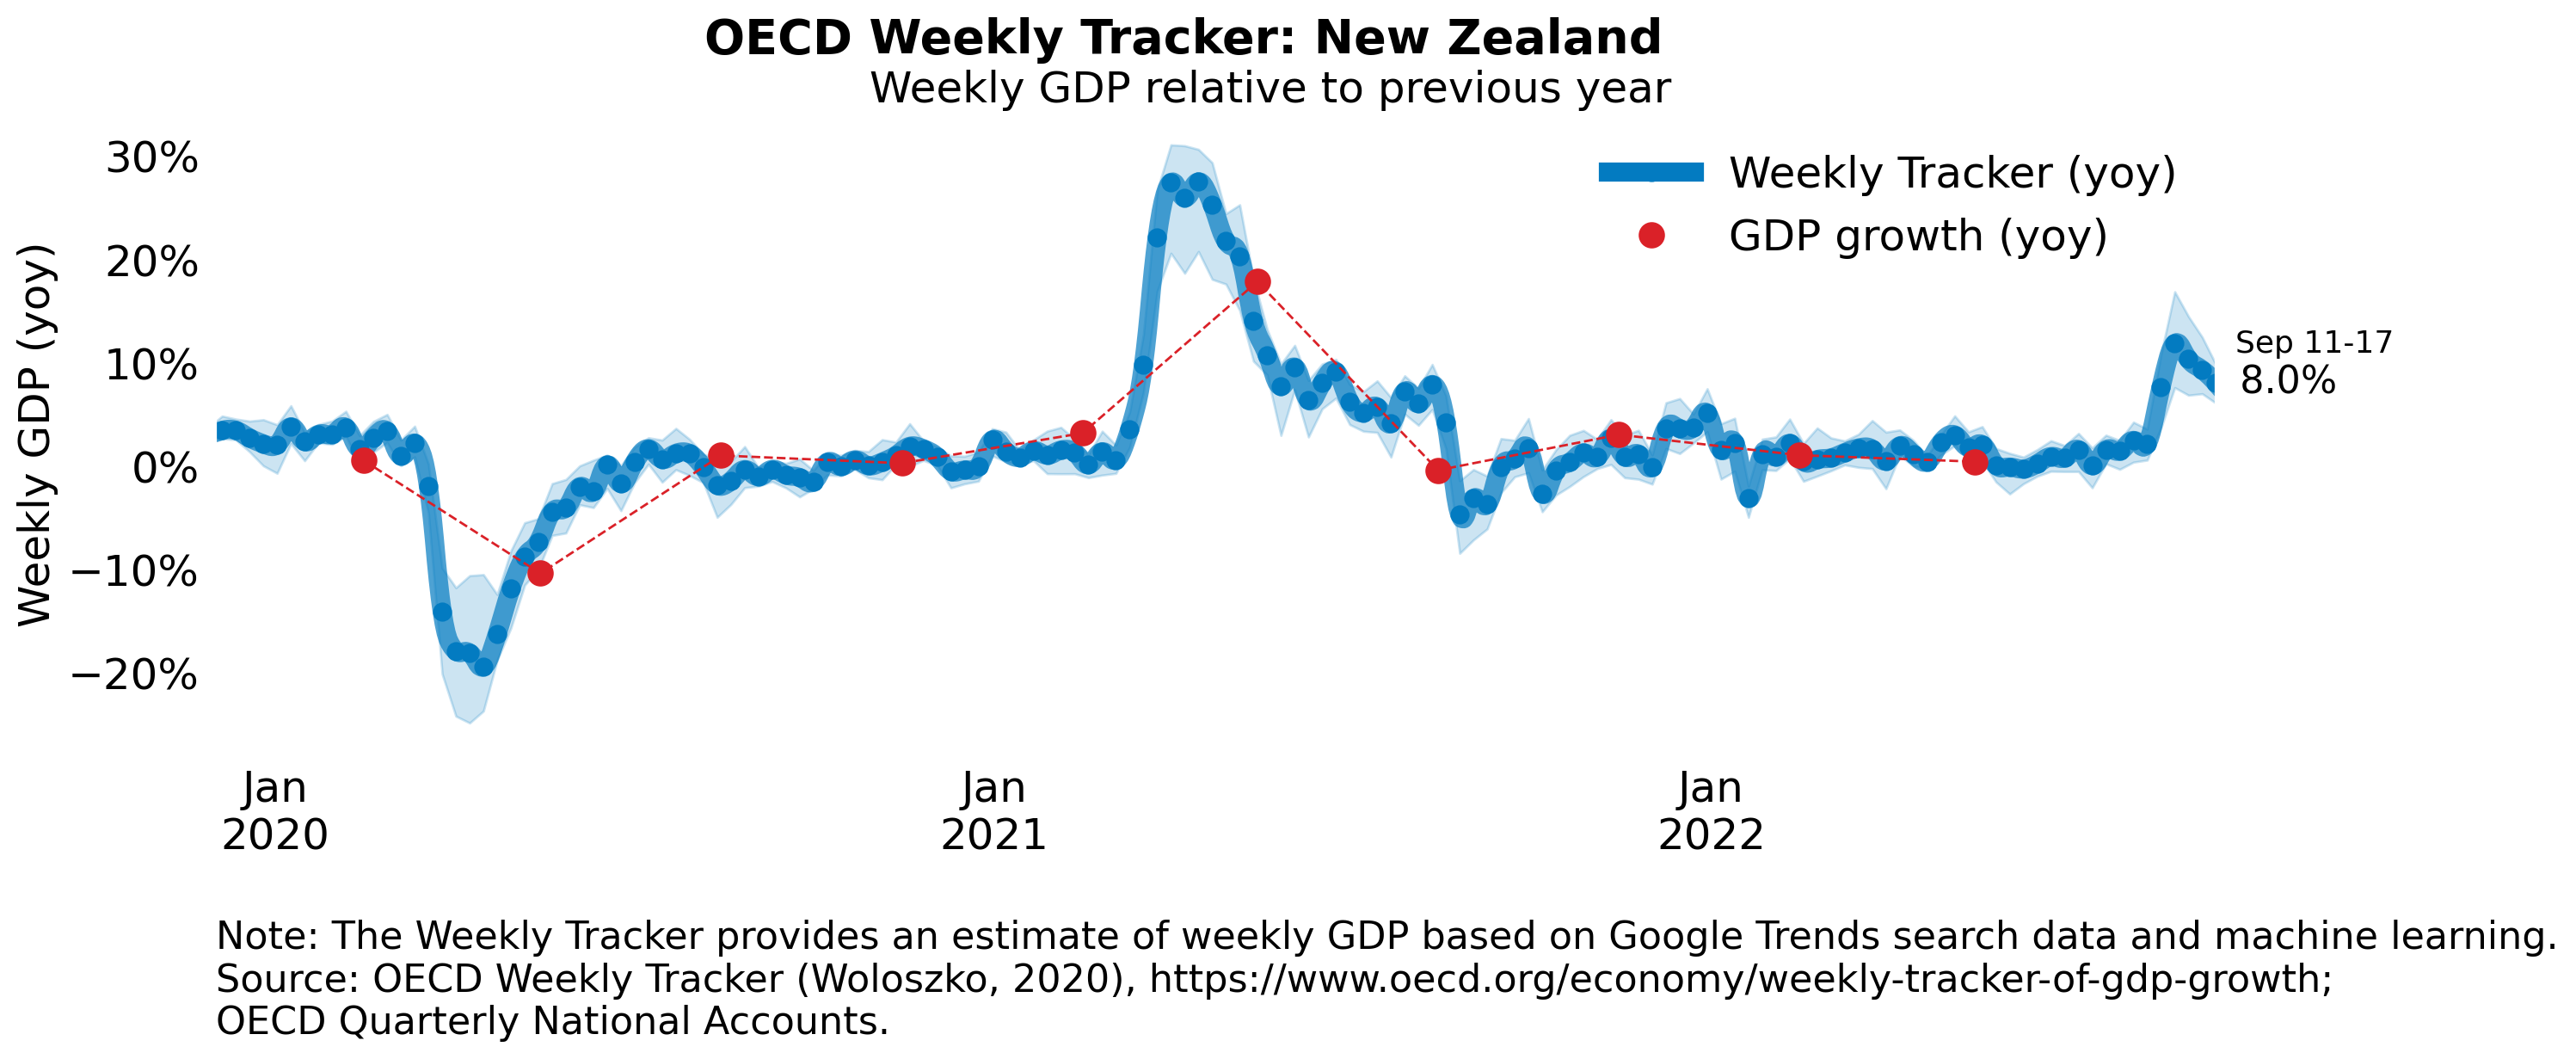 OECD Weekly Tracker: New Zealand
Weekly GDP relative to previous year
Weekly GDP (yoy)
30%
20%
10%
0%
−10%
−20%
Weekly Tracker (yoy)
GDP growth (yoy)
Sep 11-17
8.0%
Jan
2020
Jan
2021
Jan
2022
Note: The Weekly Tracker provides an estimate of weekly GDP based on Google Trends search data and machine learning.
Source: OECD Weekly Tracker (Woloszko, 2020), https://www.oecd.org/economy/weekly-tracker-of-gdp-growth;
OECD Quarterly National Accounts.